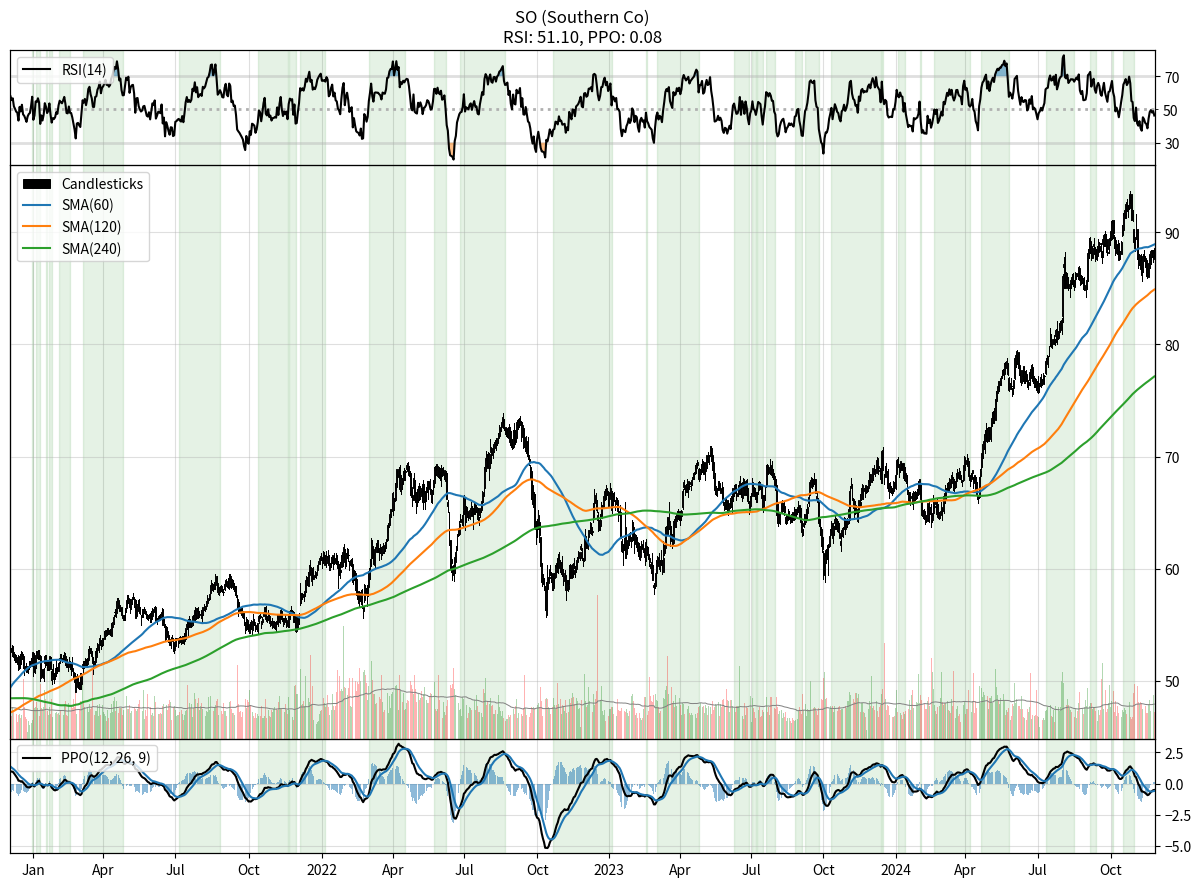 SO (Southern Co)
RSI: 51.10, PPO: 0.08
RSI(14)
70
50
30
Candlesticks
SMA(60)
SMA(120)
SMA(240)
90
80
70
60
50
PPO(12, 26, 9)
2.5
0.0
−2.5
−5.0
Jan Apr Jul Oct 2022 Apr Jul Oct 2023 Apr Jul Oct 2024 Apr Jul Oct